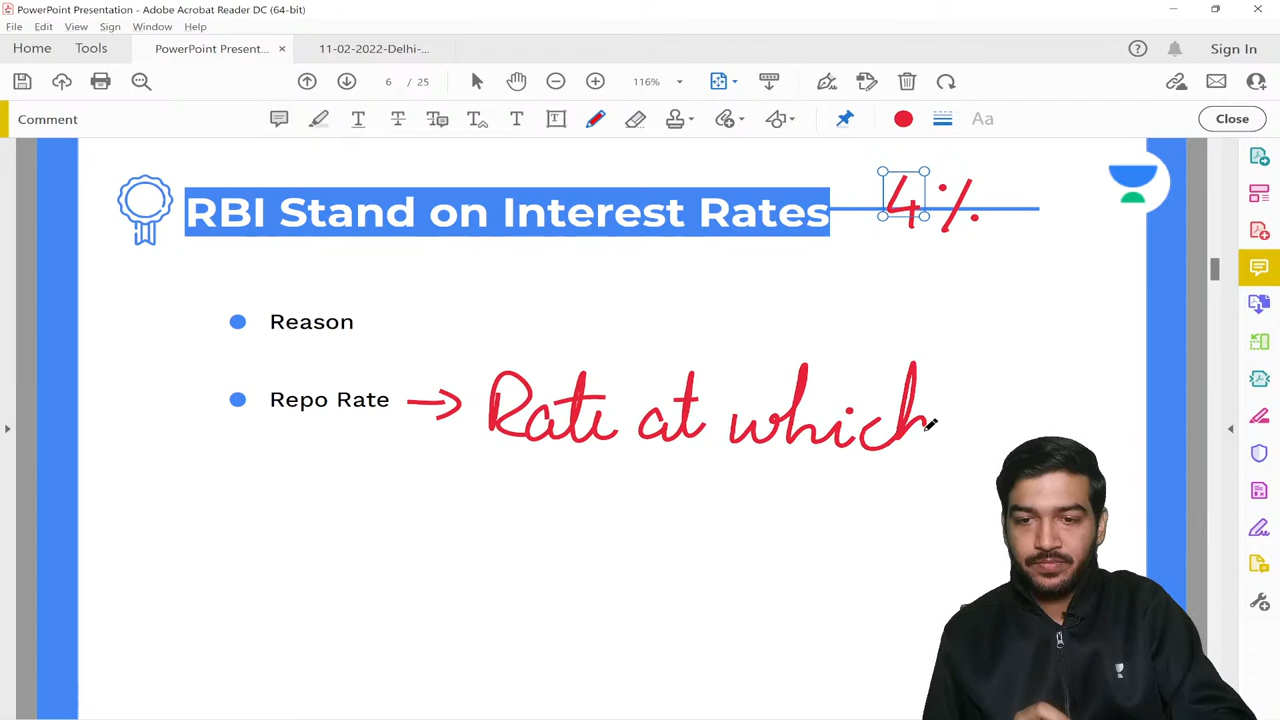 PowerPoint Presentation - Adobe Acrobat Reader DC (64-bit)
File Edit View Sign Window Help
Home Tools PowerPoint Present... × 11-02-2022-Delhi-... Sign In
6 / 25 116%
Comment Aa Close
RBI Stand on Interest Rates 4 %
Reason
Repo Rate → Rate at which